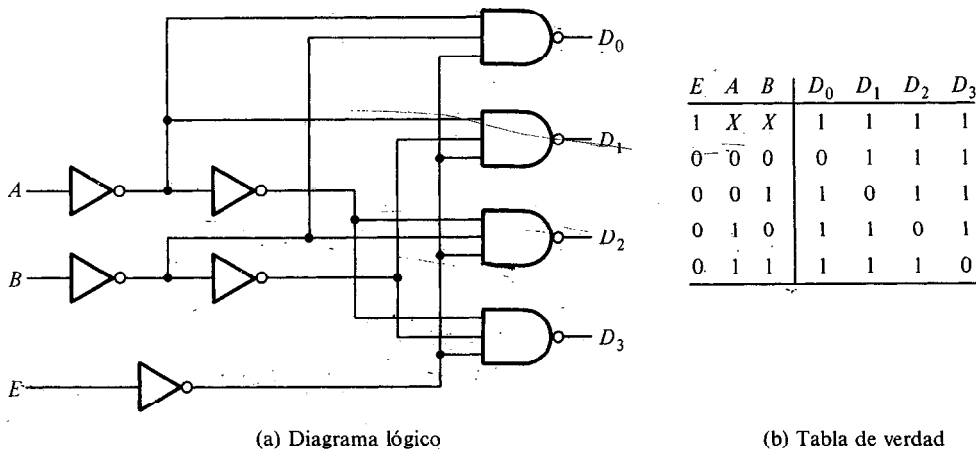 D0
D1
D2
D3
A
B
E
(a) Diagrama lógico
E A B D0 D1 D2 D3
1 X X 1 1 1 1
0 0 0 0 1 1 1
0 0 1 1 0 1 1
0 1 0 1 1 0 1
0 1 1 1 1 1 0
(b) Tabla de verdad